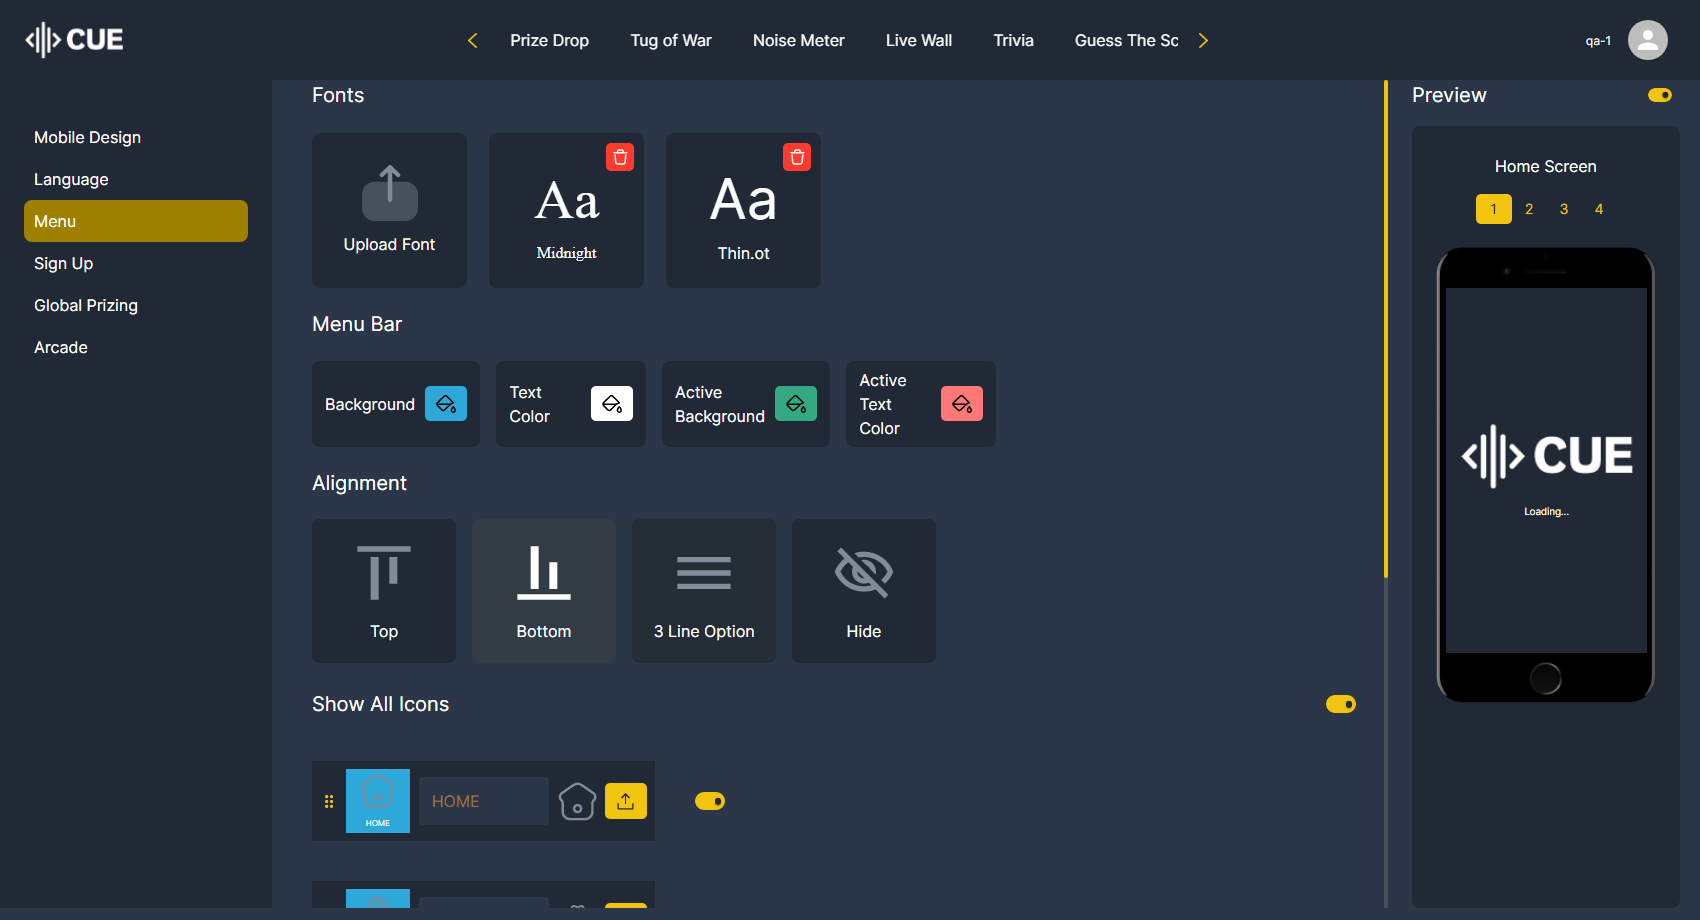 CUE
Prize Drop
Tug of War
Noise Meter
Live Wall
Trivia
Guess The Sc
qa-1
Mobile Design
Language
Menu
Sign Up
Global Prizing
Arcade
Fonts
Upload Font
Aa
Midnight
Aa
Thin.ot
Menu Bar
Background
Text
Color
Active
Background
Active
Text
Color
Alignment
Top
Bottom
3 Line Option
Hide
Show All Icons
HOME
HOME
Preview
Home Screen
1 2 3 4
CUE
Loading...